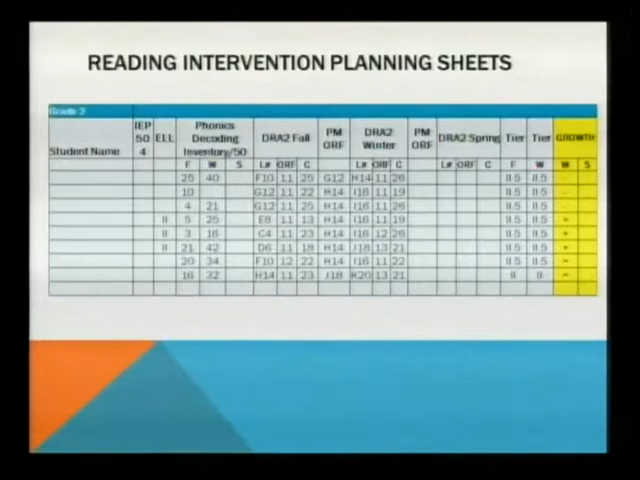 READING INTERVENTION PLANNING SHEETS
Grade 2
Student Name IEP 50 4 ELL Phonics Decoding Inventory/50 DRA2 Fall PM ORF DRA2 Winter PM ORF DRA2 Spring Tier Tier GROWTH
F W S L# ORF C L# ORF C L# ORF C F W W S
25 40 F10 11 25 G12 H14 11 26 II.5 II.5 -
10 G12 11 22 H14 I16 11 19 II.5 II.5 -
4 21 G12 11 25 H14 I16 11 26 II.5 II.5 -
II 5 25 E8 11 13 H14 I16 11 19 II.5 II.5 +
II 3 16 C4 11 23 H14 I16 12 26 II.5 II.5 +
II 21 42 D6 11 18 H14 J18 13 21 II.5 II.5 +
20 34 F10 12 22 H14 I16 11 22 II.5 II.5 -
16 32 H14 11 23 J18 K20 13 21 II II -